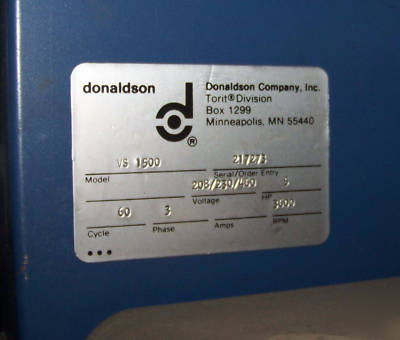 donaldson
Donaldson Company, Inc.
Torit® Division
Box 1299
Minneapolis, MN 55440
d
®
VS 1500
Model
Serial/Order Entry
208/230/460
Voltage
HP
60
Cycle
3
Phase
Amps
3500
RPM